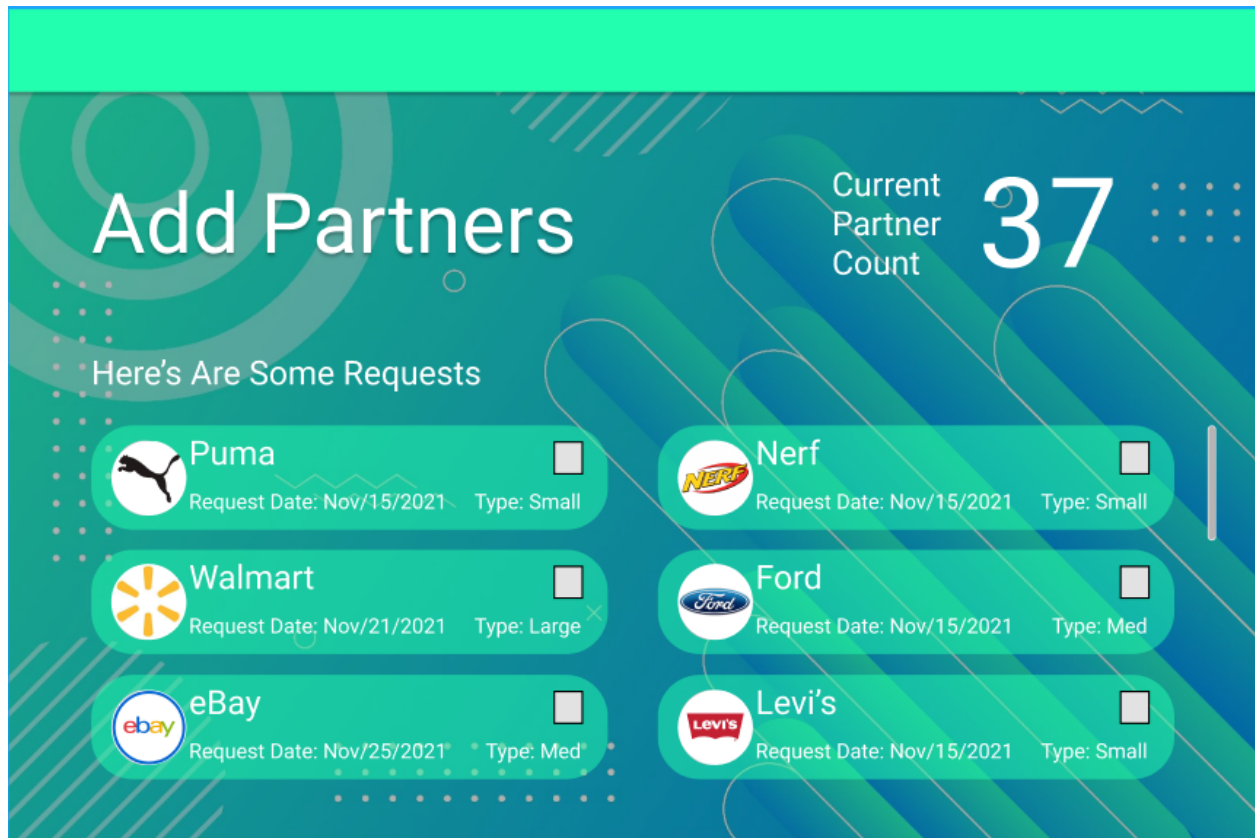 Add Partners
Current
Partner
Count
37
Here's Are Some Requests
Puma
Request Date: Nov/15/2021 Type: Small
NERF
Nerf
Request Date: Nov/15/2021 Type: Small
Walmart
Request Date: Nov/21/2021 Type: Large
Ford
Ford
Request Date: Nov/15/2021 Type: Med
ebay
eBay
Request Date: Nov/25/2021 Type: Med
Levi's
Levi's
Request Date: Nov/15/2021 Type: Small